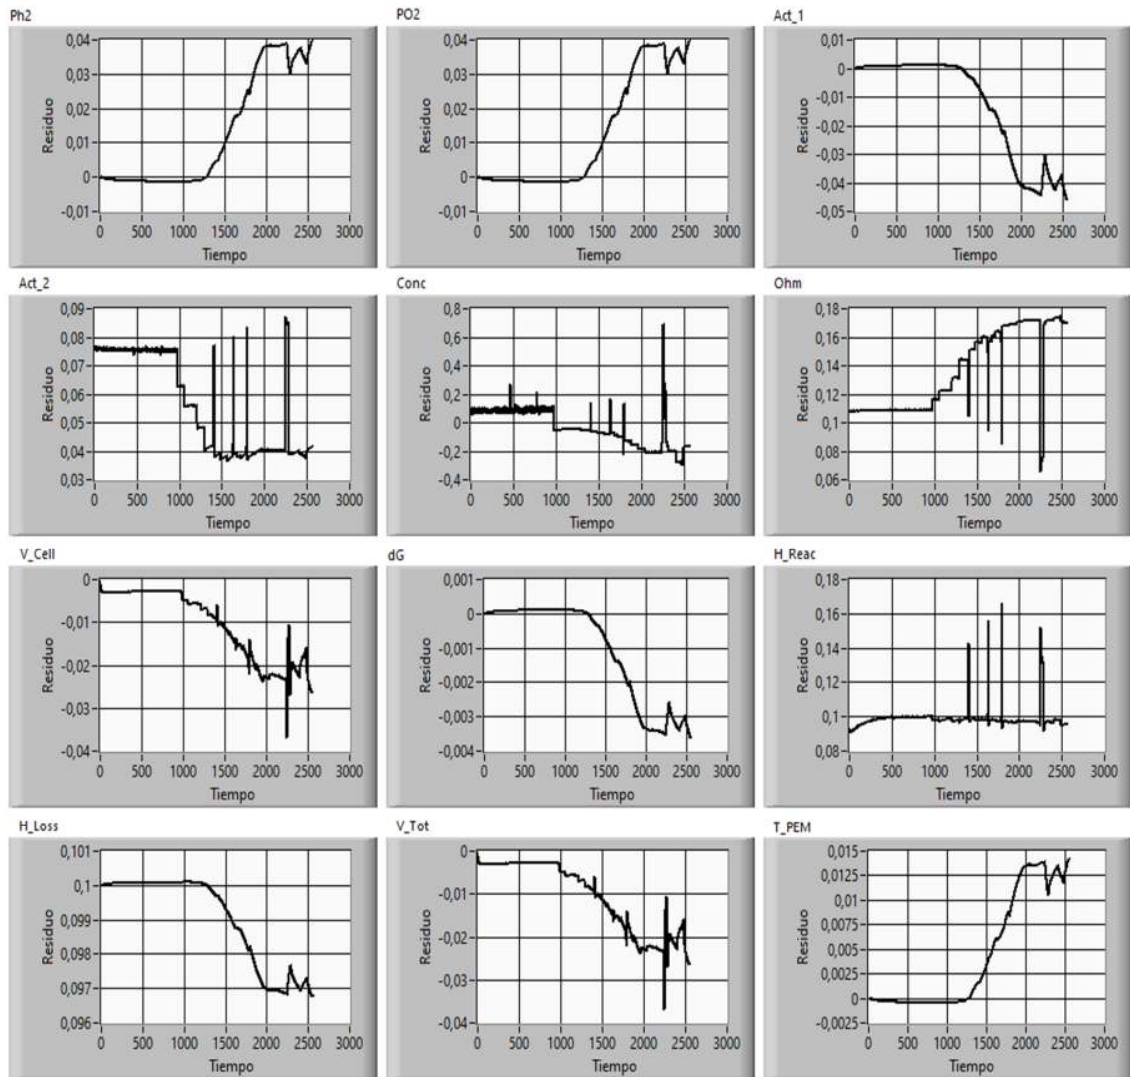 Ph2
PO2
Act_1
0,04
0,03
0,02
0,01
0
-0,01
Residuo
0 500 1000 1500 2000 2500 3000
Tiempo
0,04
0,03
0,02
0,01
0
-0,01
Residuo
0 500 1000 1500 2000 2500 3000
Tiempo
0,01
0
-0,01
-0,02
-0,03
-0,04
-0,05
Residuo
0 500 1000 1500 2000 2500 3000
Tiempo
Act_2
Conc
Ohm
0,09
0,08
0,07
0,06
0,05
0,04
0,03
Residuo
0 500 1000 1500 2000 2500 3000
Tiempo
0,8
0,6
0,4
0,2
0
-0,2
-0,4
Residuo
0 500 1000 1500 2000 2500 3000
Tiempo
0,18
0,16
0,14
0,12
0,1
0,08
0,06
Residuo
0 500 1000 1500 2000 2500 3000
Tiempo
V_Cell
dG
H_Reac
0
-0,01
-0,02
-0,03
-0,04
Residuo
0 500 1000 1500 2000 2500 3000
Tiempo
0,001
0
-0,001
-0,002
-0,003
-0,004
Residuo
0 500 1000 1500 2000 2500 3000
Tiempo
0,18
0,16
0,14
0,12
0,1
0,08
Residuo
0 500 1000 1500 2000 2500 3000
Tiempo
H_Loss
V_Tot
T_PEM
0,101
0,1
0,099
0,098
0,097
0,096
Residuo
0 500 1000 1500 2000 2500 3000
Tiempo
0
-0,01
-0,02
-0,03
-0,04
Residuo
0 500 1000 1500 2000 2500 3000
Tiempo
0,015
0,0125
0,01
0,0075
0,005
0,0025
0
-0,0025
Residuo
0 500 1000 1500 2000 2500 3000
Tiempo